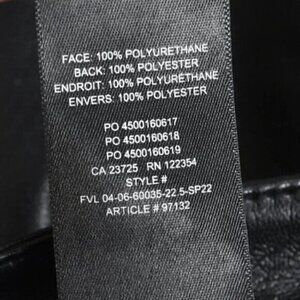 FACE: 100% POLYURETHANE
BACK: 100% POLYESTER
ENDROIT: 100% POLYURETHANE
ENVERS: 100% POLYESTER
PO 4500160617
PO 4500160618
PO 4500160619
CA 23725 RN 122354
STYLE #
FVL 04-06-60035-22.5-SP22
ARTICLE # 97132